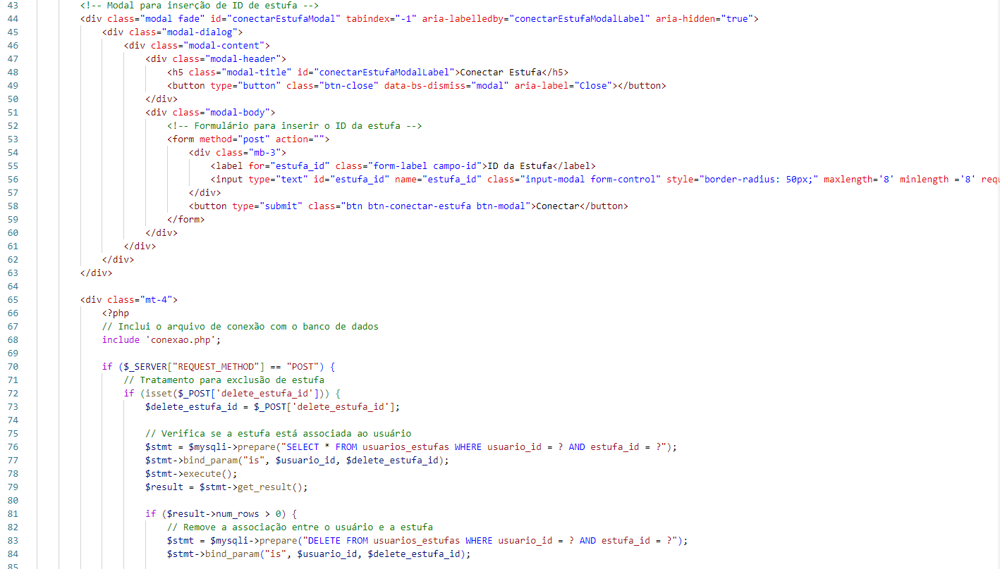 43 <!-- Modal para inserção de ID de estufa -->
44 <div class="modal fade" id="conectarEstufaModal" tabindex="-1" aria-labelledby="conectarEstufaModalLabel" aria-hidden="true">
45 <div class="modal-dialog">
46 <div class="modal-content">
47 <div class="modal-header">
48 <h5 class="modal-title" id="conectarEstufaModalLabel">Conectar Estufa</h5>
49 <button type="button" class="btn-close" data-bs-dismiss="modal" aria-label="Close"></button>
50 </div>
51 <div class="modal-body">
52 <!-- Formulário para inserir o ID da estufa -->
53 <form method="post" action="">
54 <div class="mb-3">
55 <label for="estufa_id" class="form-label campo-id">ID da Estufa</label>
56 <input type="text" id="estufa_id" name="estufa_id" class="input-modal form-control" style="border-radius: 50px;" maxlength='8' minlength ='8' requ
57 </div>
58 <button type="submit" class="btn btn-conectar-estufa btn-modal">Conectar</button>
59 </form>
60 </div>
61 </div>
62 </div>
63 </div>
64
65 <div class="mt-4">
66 <?php
67 // Inclui o arquivo de conexão com o banco de dados
68 include 'conexao.php';
69
70 if ($_SERVER["REQUEST_METHOD"] == "POST") {
71 // Tratamento para exclusão de estufa
72 if (isset($_POST['delete_estufa_id'])) {
73 $delete_estufa_id = $_POST['delete_estufa_id'];
74
75 // Verifica se a estufa está associada ao usuário
76 $stmt = $mysqli->prepare("SELECT * FROM usuarios_estufas WHERE usuario_id = ? AND estufa_id = ?");
77 $stmt->bind_param("is", $usuario_id, $delete_estufa_id);
78 $stmt->execute();
79 $result = $stmt->get_result();
80
81 if ($result->num_rows > 0) {
82 // Remove a associação entre o usuário e a estufa
83 $stmt = $mysqli->prepare("DELETE FROM usuarios_estufas WHERE usuario_id = ? AND estufa_id = ?");
84 $stmt->bind_param("is", $usuario_id, $delete_estufa_id);
85